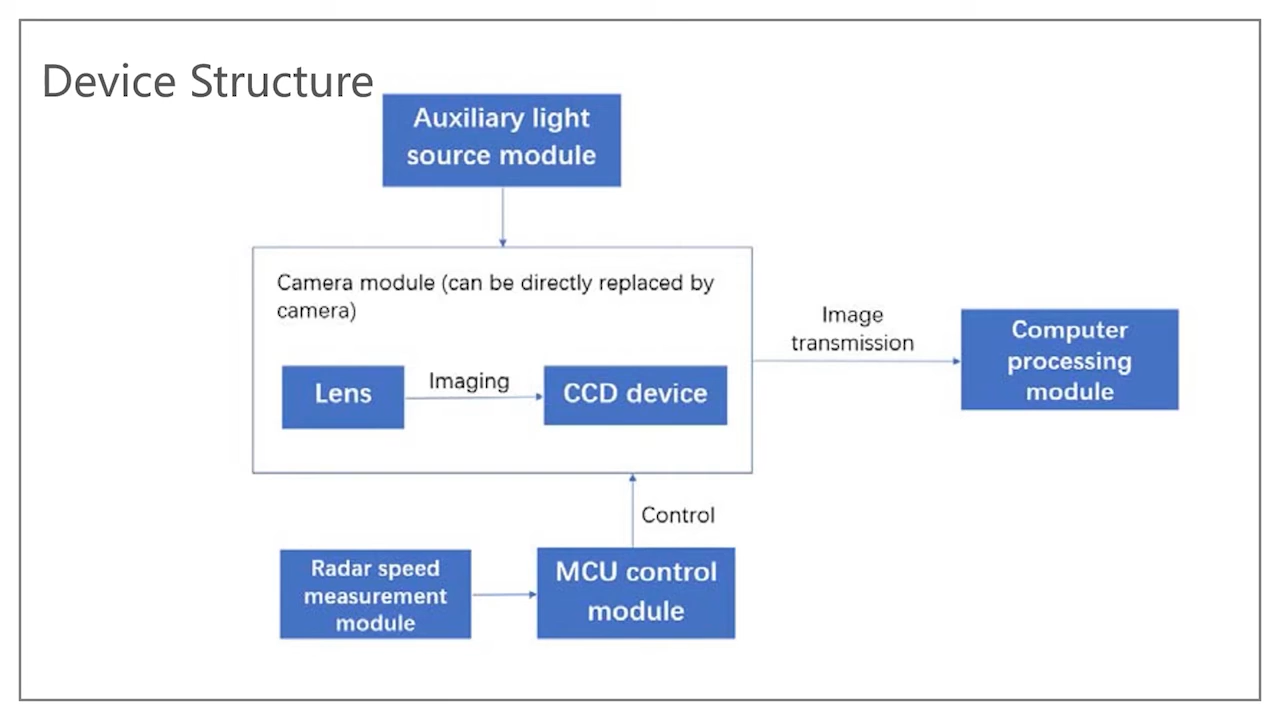 Device Structure
Auxiliary light
source module
Camera module (can be directly replaced by
camera)
Lens
Imaging
CCD device
Image
transmission
Computer
processing
module
Control
Radar speed
measurement
module
MCU control
module